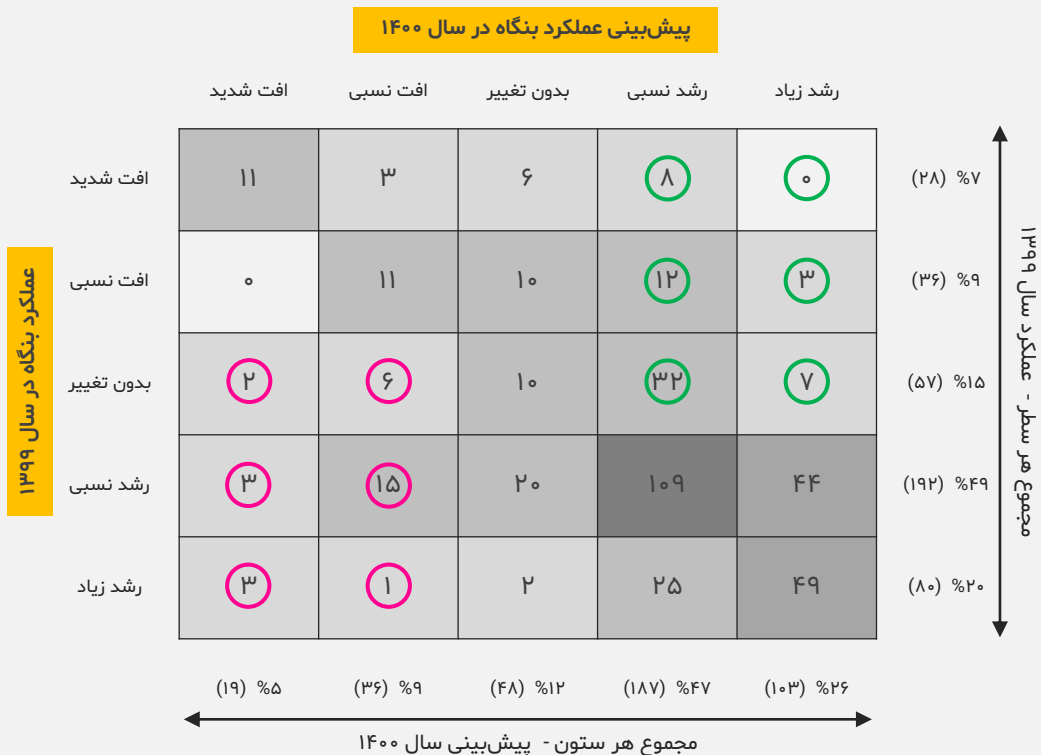 پیش‌بینی عملکرد بنگاه در سال ۱۴۰۰
رشد زیاد رشد نسبی بدون تغییر افت نسبی افت شدید
%۷ (۲۸) ۰ ۸ ۶ ۳ ۱۱ افت شدید
%۹ (۳۶) ۳ ۱۲ ۱۰ ۱۱ ۰ افت نسبی
%۱۵ (۵۷) ۷ ۳۲ ۱۰ ۶ ۲ بدون تغییر
%۴۹ (۱۹۲) ۴۴ ۱۰۹ ۲۰ ۱۵ ۳ رشد نسبی
%۲۰ (۸۰) ۴۹ ۲۵ ۲ ۱ ۳ رشد زیاد
%۲۶ (۱۰۳) %۴۷ (۱۸۷) %۱۲ (۴۸) %۹ (۳۶) %۵ (۱۹)
مجموع هر ستون - پیش‌بینی سال ۱۴۰۰
مجموع هر سطر - عملکرد سال ۱۳۹۹
عملکرد بنگاه در سال ۱۳۹۹